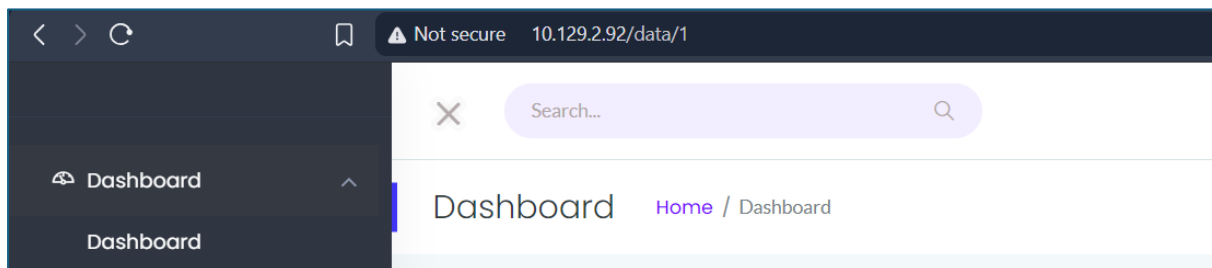 Not secure 10.129.2.92/data/1
Search...
Dashboard
Dashboard Home / Dashboard
Dashboard